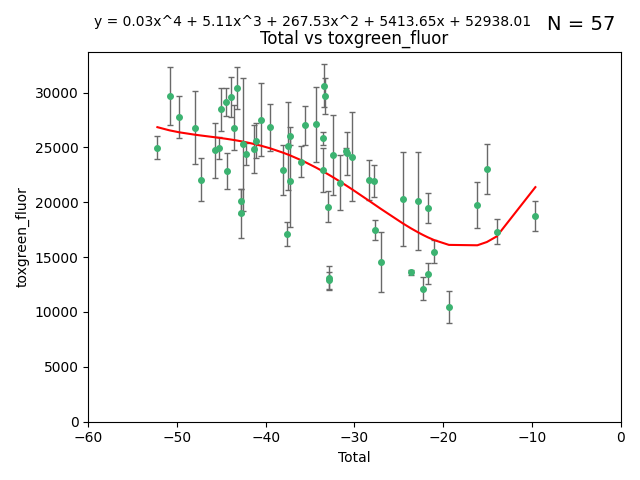 y = 0.03x^4 + 5.11x^3 + 267.53x^2 + 5413.65x + 52938.01
N = 57
Total vs toxgreen_fluor
30000
25000
20000
15000
10000
5000
0
toxgreen_fluor
−60
−50
−40
−30
−20
−10
0
Total